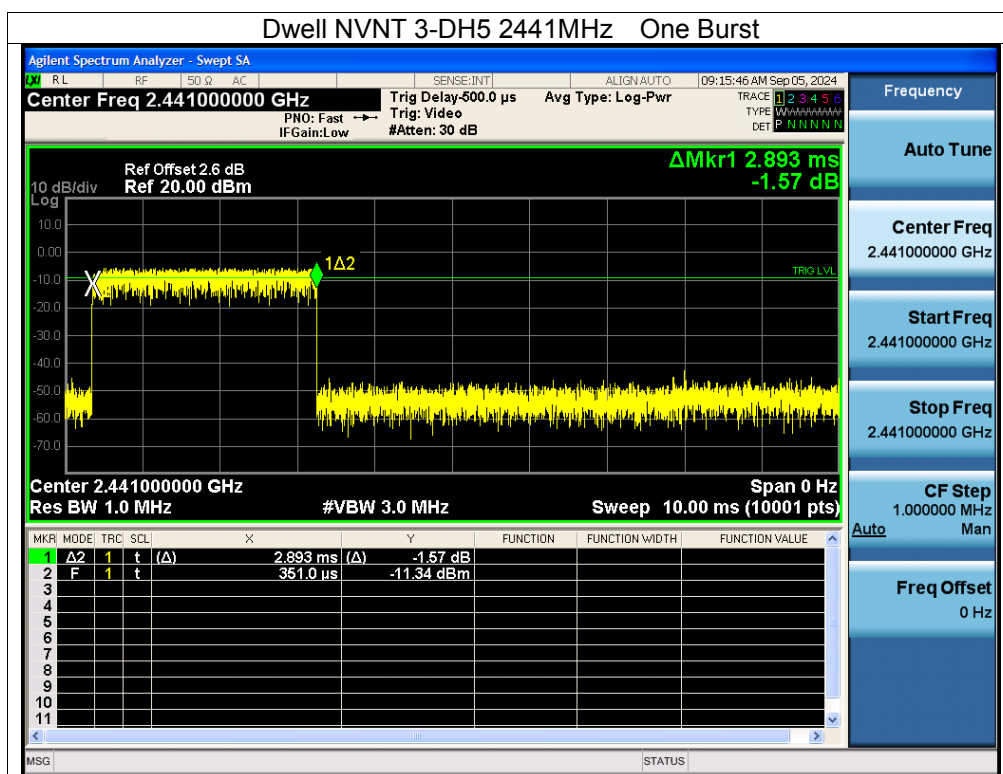 Dwell NVNT 3-DH5 2441MHz One Burst
Agilent Spectrum Analyzer - Swept SA
LXI RL RF 50 Ω AC SENSE:INT ALIGNAUTO 09:15:46 AM Sep 05, 2024
Center Freq 2.441000000 GHz Trig Delay-500.0 µs Avg Type: Log-Pwr TRACE 1 2 3 4 5 6
PNO: Fast Trig: Video TYPE WWWWWW
IFGain:Low #Atten: 30 dB DET P N N N N N
Frequency
Auto Tune
Center Freq
2.441000000 GHz
Start Freq
2.441000000 GHz
Stop Freq
2.441000000 GHz
CF Step
1.000000 MHz
Auto Man
Freq Offset
0 Hz
ΔMkr1 2.893 ms
-1.57 dB
Ref Offset 2.6 dB
10 dB/div Ref 20.00 dBm
Log
10.0
0.00
-10.0
-20.0
-30.0
-40.0
-50.0
-60.0
-70.0
1Δ2
TRIG LVL
Center 2.441000000 GHz Span 0 Hz
Res BW 1.0 MHz #VBW 3.0 MHz Sweep 10.00 ms (10001 pts)
MKR MODE TRC SCL X Y FUNCTION FUNCTION WIDTH FUNCTION VALUE
1 Δ2 1 t (Δ) 2.893 ms (Δ) -1.57 dB
2 F 1 t 351.0 µs -11.34 dBm
3
4
5
6
7
8
9
10
11
MSG STATUS